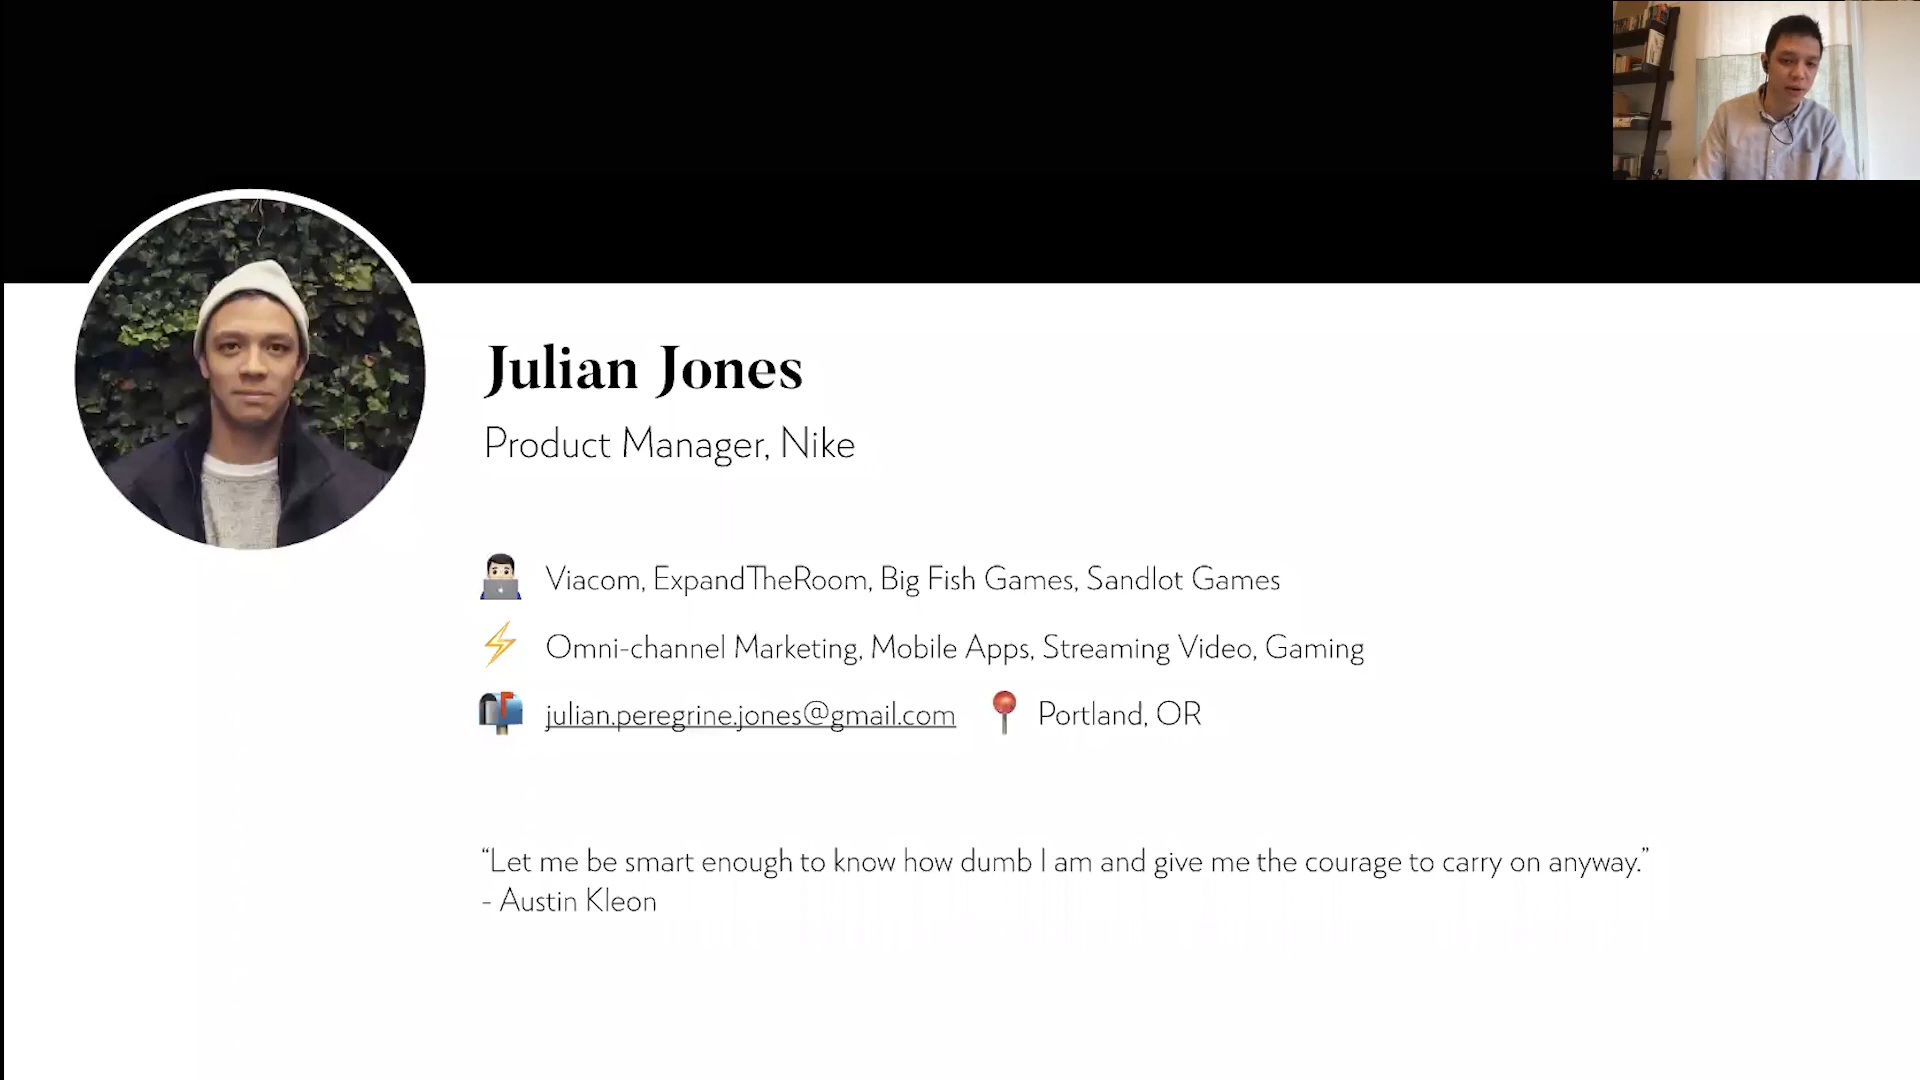 Julian Jones
Product Manager, Nike
Viacom, ExpandTheRoom, Big Fish Games, Sandlot Games
Omni-channel Marketing, Mobile Apps, Streaming Video, Gaming
julian.peregrine.jones@gmail.com
Portland, OR
“Let me be smart enough to know how dumb I am and give me the courage to carry on anyway.”
- Austin Kleon